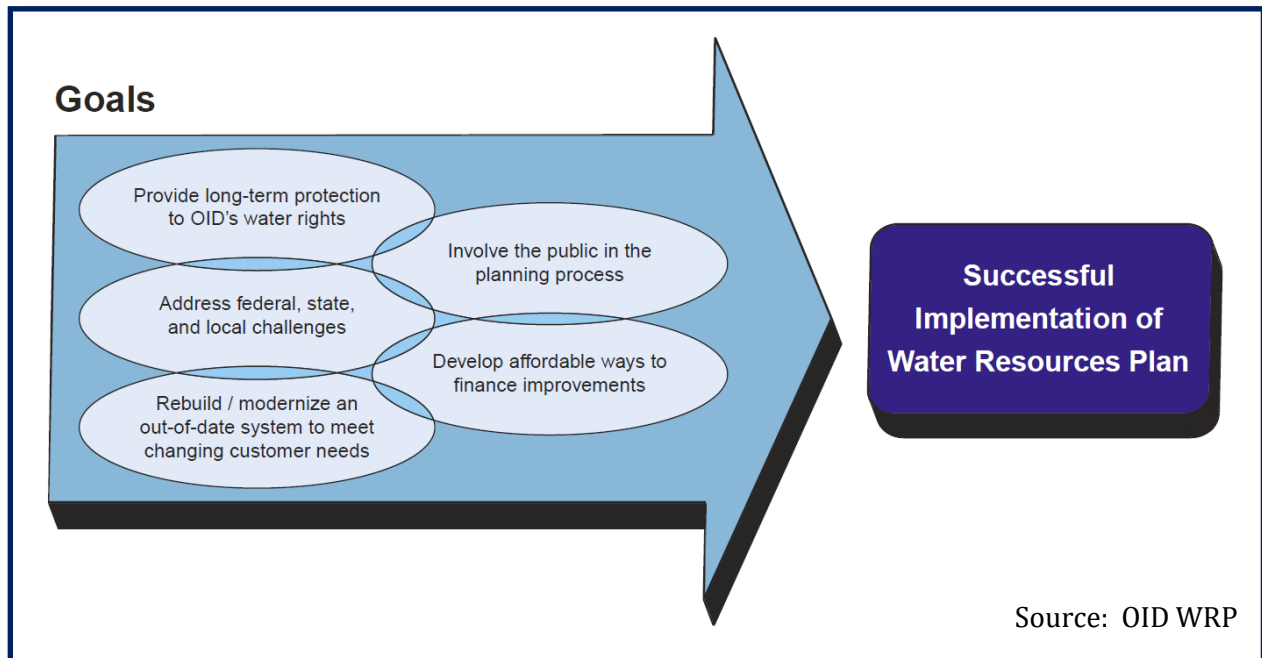 Goals
Provide long-term protection
to OID's water rights
Involve the public in the
planning process
Address federal, state,
and local challenges
Develop affordable ways to
finance improvements
Rebuild / modernize an
out-of-date system to meet
changing customer needs
Successful
Implementation of
Water Resources Plan
Source:  OID WRP